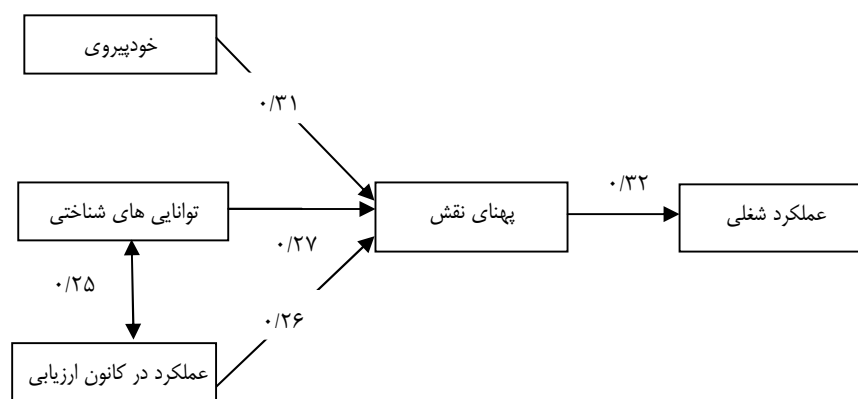 خودپیروی
۰/۳۱
توانایی های شناختی
پهنای نقش
۰/۳۲
عملکرد شغلی
۰/۲۷
۰/۲۵
۰/۲۶
عملکرد در کانون ارزیابی